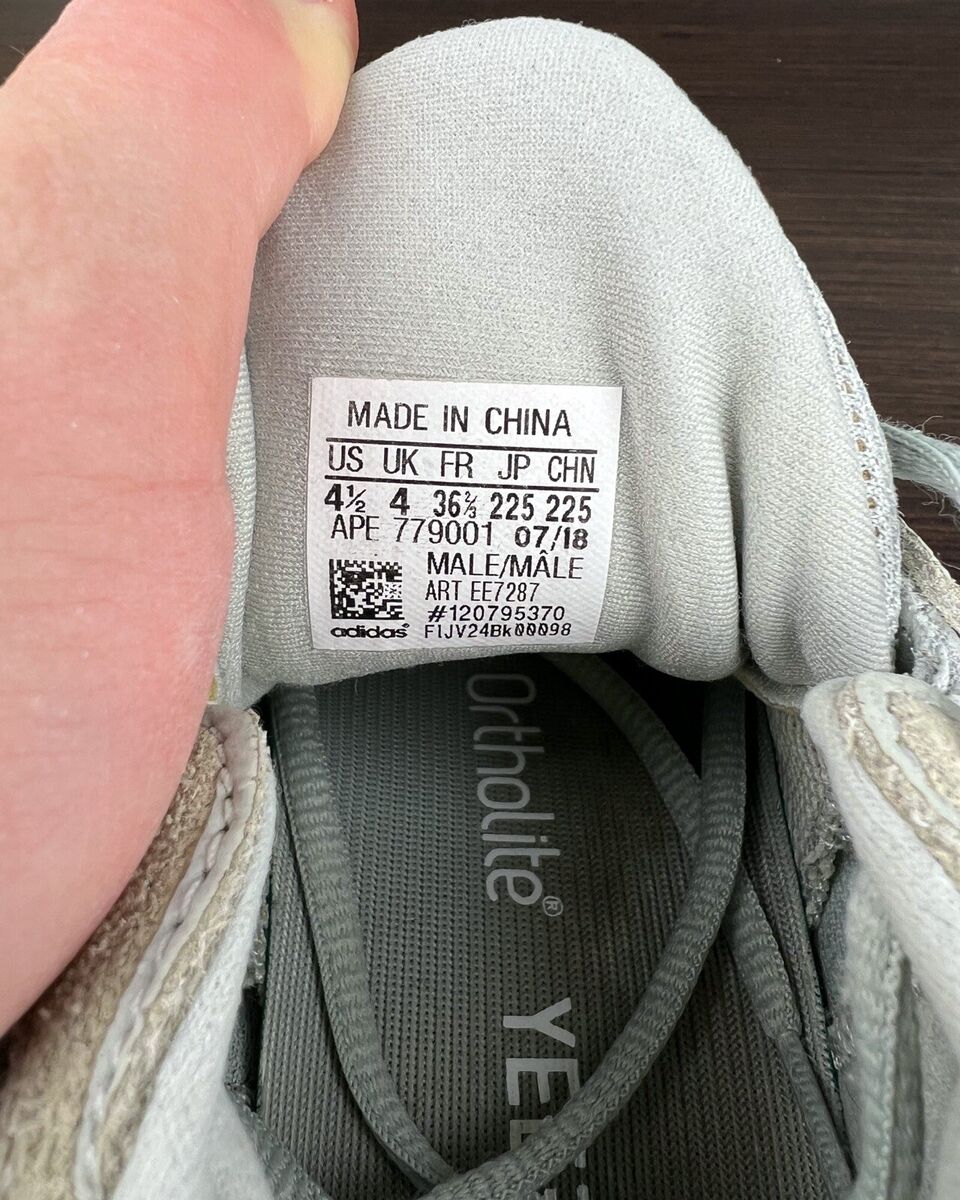 MADE IN CHINA
US UK FR JP CHN
4½ 4 36⅔ 225 225
APE 779001 07/18
MALE/MÂLE
ART EE7287
#120795370
adidas® F1JV24Bk00098
Ortholite®